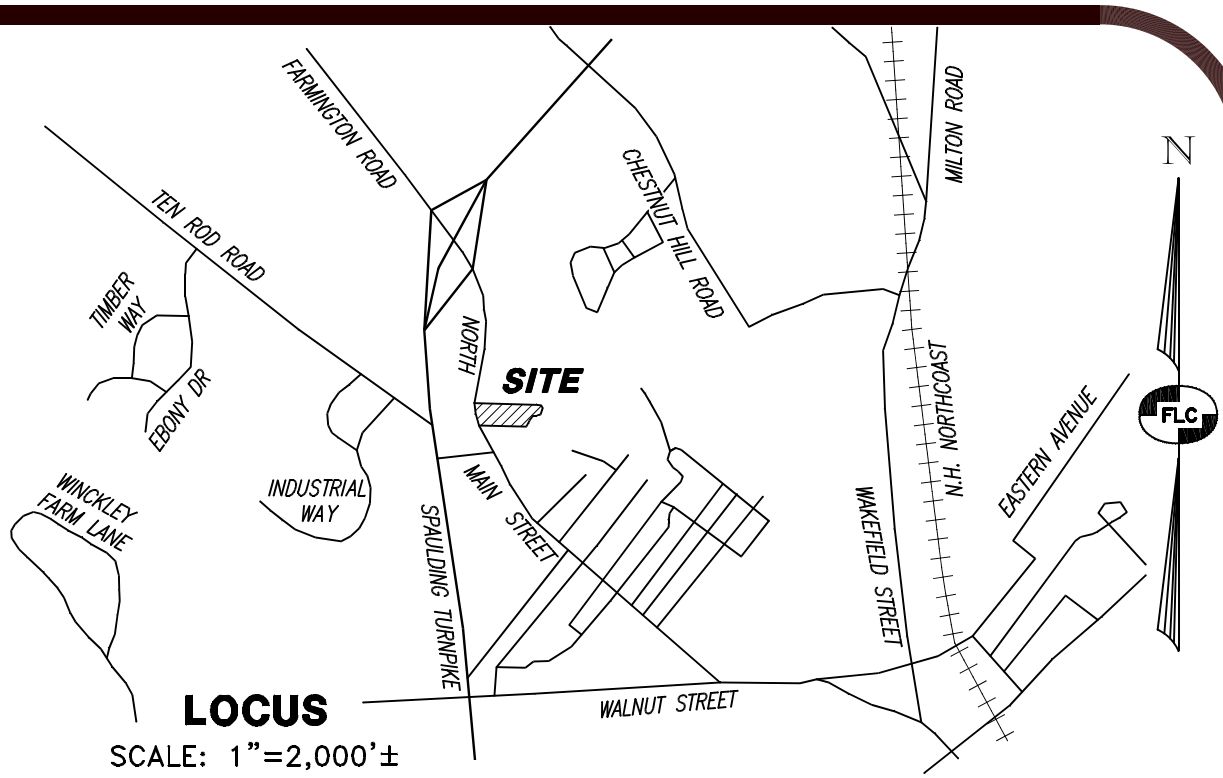 FARMINGTON ROAD
MILTON ROAD
N
CHESTNUT HILL ROAD
TEN ROD ROAD
TIMBER
WAY
NORTH
SITE
N.H. NORTHCOAST
EBONY DR
EASTERN AVENUE
FLC
WINCKLEY
FARM LANE
INDUSTRIAL
WAY
MAIN STREET
SPAULDING TURNPIKE
WAKEFIELD STREET
WALNUT STREET
LOCUS
SCALE: 1"=2,000'±